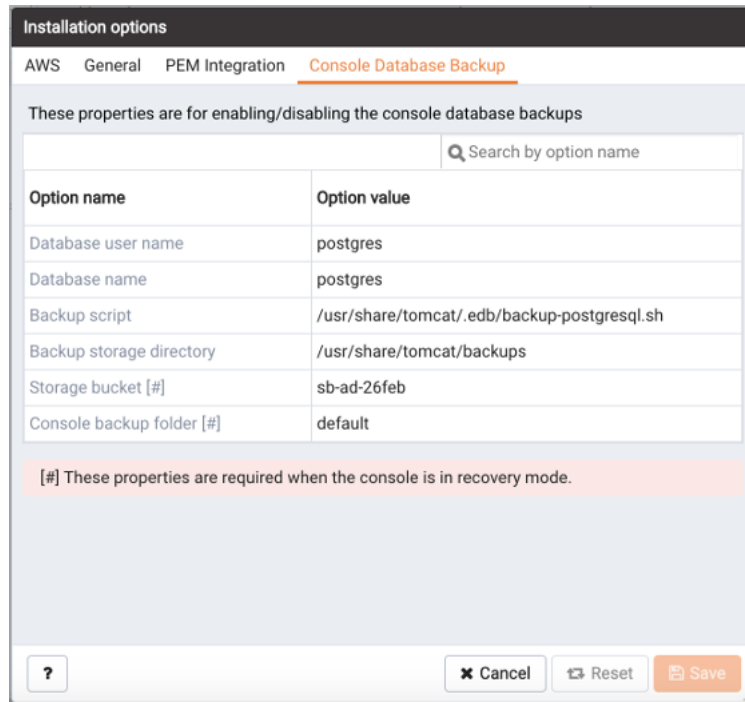 Installation options
AWS General PEM Integration Console Database Backup
These properties are for enabling/disabling the console database backups
Search by option name
Option name Option value
Database user name postgres
Database name postgres
Backup script /usr/share/tomcat/.edb/backup-postgresql.sh
Backup storage directory /usr/share/tomcat/backups
Storage bucket [#] sb-ad-26feb
Console backup folder [#] default
[#] These properties are required when the console is in recovery mode.
? Cancel Reset Save